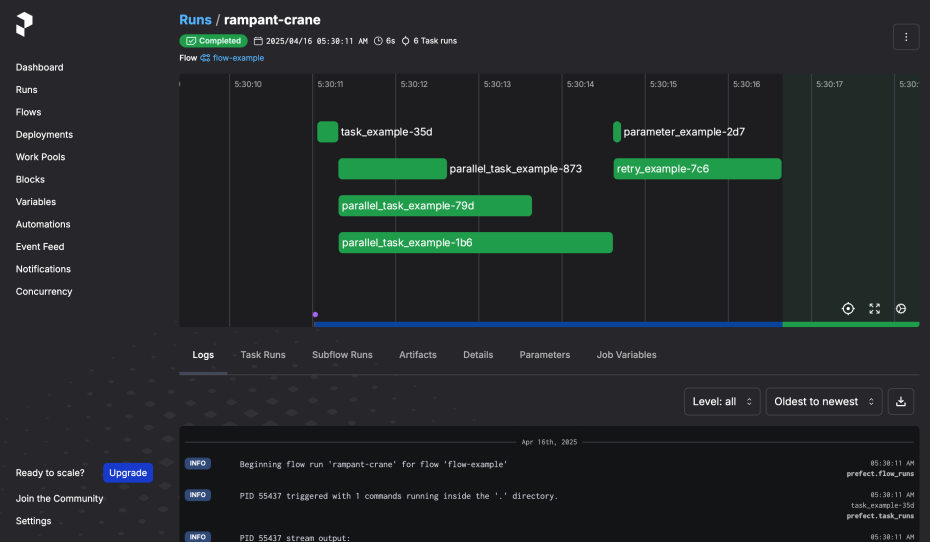 Dashboard
Runs
Flows
Deployments
Work Pools
Blocks
Variables
Automations
Event Feed
Notifications
Concurrency
Ready to scale? Upgrade
Join the Community
Settings
Runs / rampant-crane
Completed 2025/04/16 05:30:11 AM 6s 6 Task runs
Flow flow-example
5:30:10 5:30:11 5:30:12 5:30:13 5:30:14 5:30:15 5:30:16 5:30:17 5:30:
task_example-35d parameter_example-2d7
parallel_task_example-873 retry_example-7c6
parallel_task_example-79d
parallel_task_example-1b6
Logs Task Runs Subflow Runs Artifacts Details Parameters Job Variables
Level: all Oldest to newest
Apr 16th, 2025
INFO Beginning flow run 'rampant-crane' for flow 'flow-example' 05:30:11 AM
prefect.flow_runs
INFO PID 55437 triggered with 1 commands running inside the '.' directory. 05:30:11 AM
task_example-35d
prefect.task_runs
INFO PID 55437 stream output: 05:30:11 AM